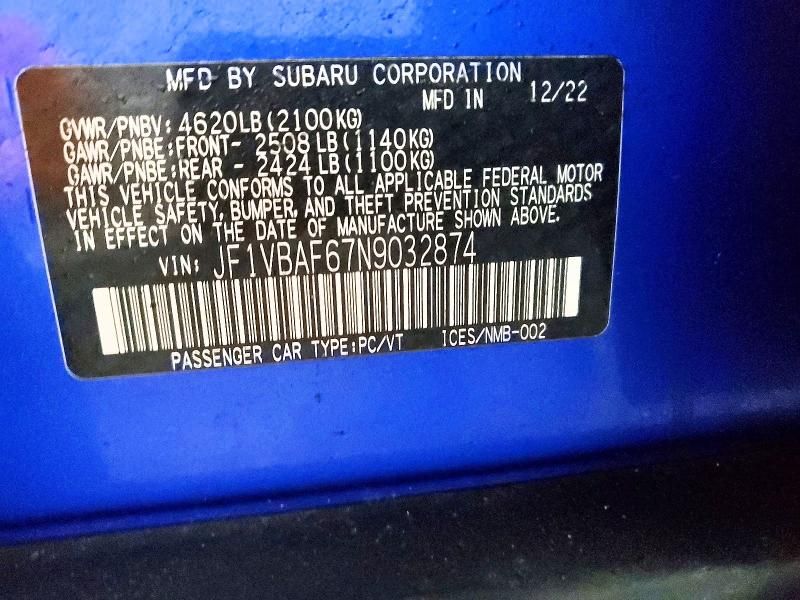 MFD BY SUBARU CORPORATION
MFD IN 12/22
GVWR/PNBV: 4620LB(2100KG)
GAWR/PNBE:FRONT- 2508 LB(1140KG)
GAWR/PNBE:REAR - 2424 LB(1100KG)
THIS VEHICLE CONFORMS TO ALL APPLICABLE FEDERAL MOTOR
VEHICLE SAFETY, BUMPER, AND THEFT PREVENTION STANDARDS
IN EFFECT ON THE DATE OF MANUFACTURE SHOWN ABOVE.
VIN: JF1VBAF67N9032874
PASSENGER CAR TYPE:PC/VT ICES/NMB-002